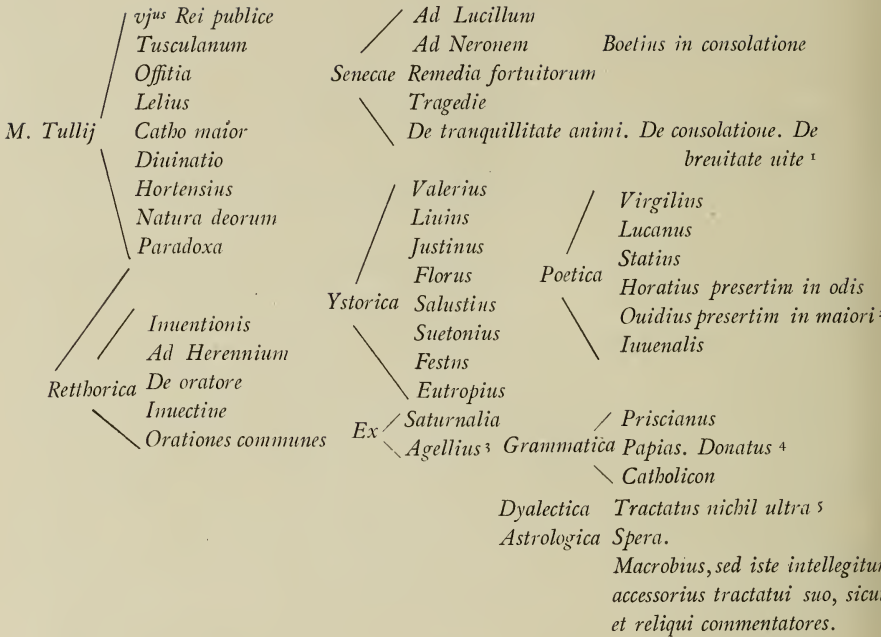 M. Tullij
vjus Rei publice
Tusculanum
Offitia
Lelius
Catho maior
Diuinatio
Hortensius
Natura deorum
Paradoxa
Retthorica
Inuentionis
Ad Herennium
De oratore
Inuectiue
Orationes communes
Senecae
Ad Lucillum
Ad Neronem
Remedia fortuitorum
Tragedie
De tranquillitate animi. De consolatione. De
breuitate uite 1
Boetius in consolatione
Ystorica
Valerius
Liuius
Justinus
Florus
Salustius
Suetonius
Festus
Eutropius
Ex
Saturnalia
Agellius 3
Poetica
Virgilius
Lucanus
Statius
Horatius presertim in odis
Ouidius presertim in maiori
Iuuenalis
Grammatica
Priscianus
Papias. Donatus 4
Catholicon
Dyalectica Tractatus nichil ultra 5
Astrologica Spera.
Macrobius, sed iste intellegitur
accessorius tractatui suo, sicu
et reliqui commentatores.